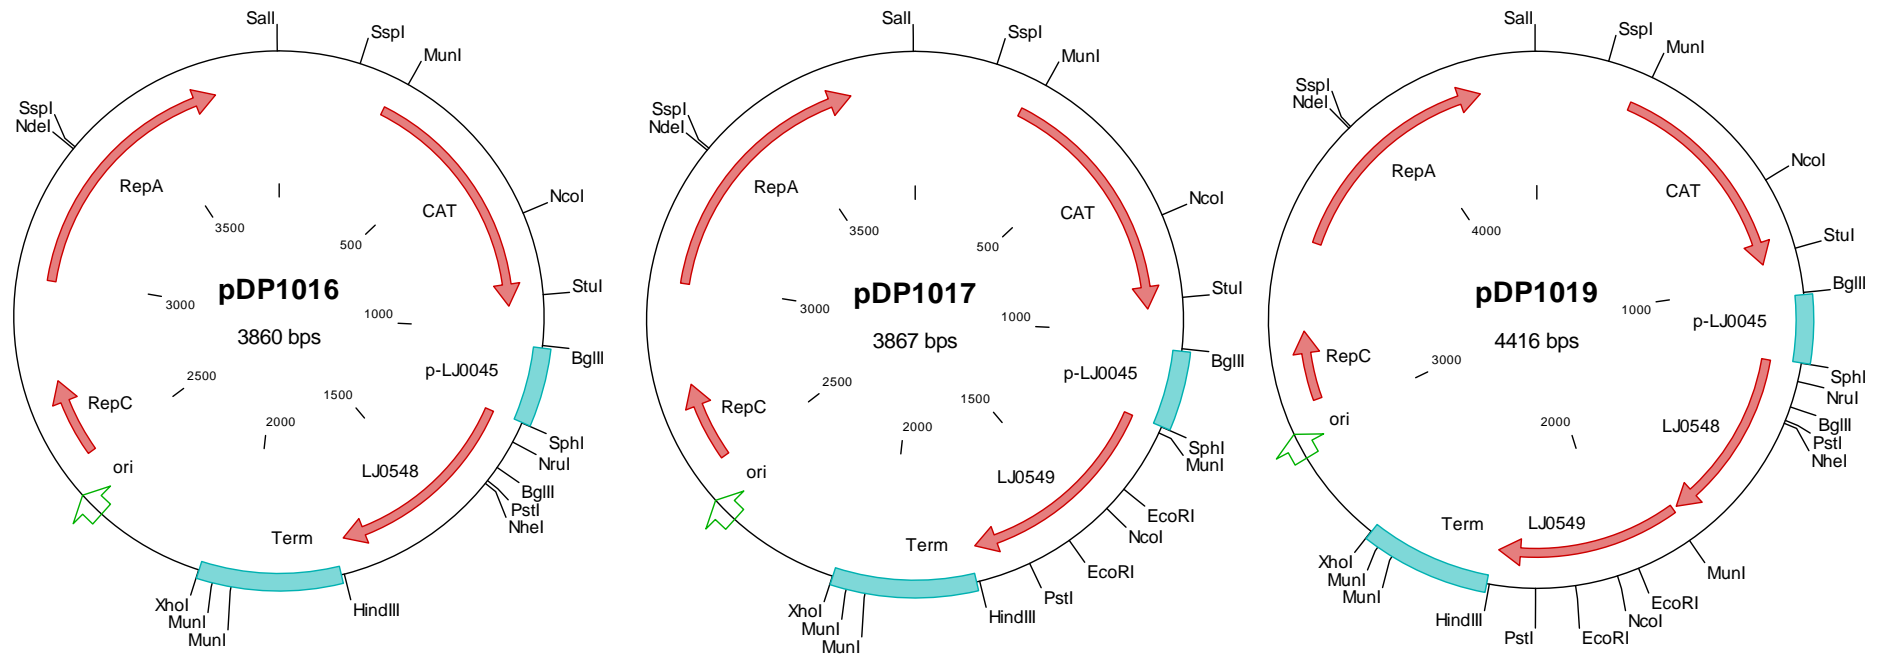 SalI
SspI
MunI
SspI
NdeI
RepA
NcoI
CAT
3500
500
StuI
pDP1016
3860 bps
3000
1000
BglII
p-LJ0045
2500
1500
RepC
2000
SphI
NruI
ori
LJ0548
BglII
PstI
NheI
Term
XhoI
MunI
MunI
HindIII
SalI
SspI
MunI
SspI
NdeI
RepA
NcoI
CAT
3500
500
StuI
pDP1017
3867 bps
3000
1000
BglII
p-LJ0045
2500
1500
RepC
2000
SphI
MunI
ori
LJ0549
EcoRI
NcoI
Term
EcoRI
PstI
XhoI
MunI
MunI
HindIII
SalI
SspI
MunI
SspI
NdeI
RepA
NcoI
CAT
4000
StuI
BglII
pDP1019
4416 bps
1000
p-LJ0045
3000
RepC
SphI
NruI
ori
2000
LJ0548
BglII
PstI
NheI
Term
LJ0549
XhoI
MunI
MunI
MunI
HindIII
EcoRI
NcoI
PstI
EcoRI